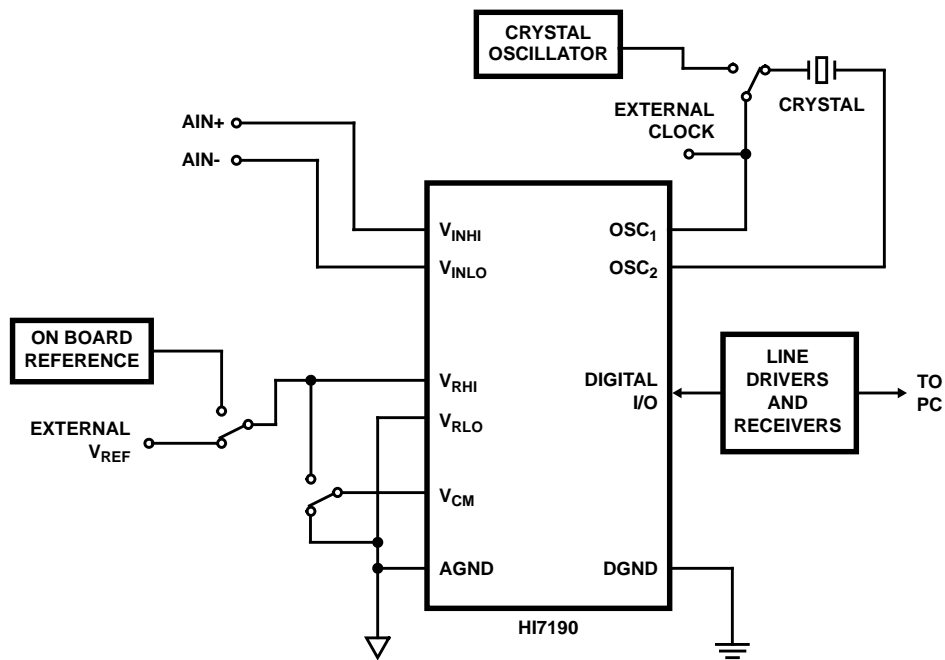 CRYSTAL
OSCILLATOR
CRYSTAL
EXTERNAL
CLOCK
AIN+
AIN-
VINHI
VINLO
OSC1
OSC2
ON BOARD
REFERENCE
EXTERNAL
VREF
VRHI
VRLO
VCM
AGND
DIGITAL
I/O
DGND
LINE
DRIVERS
AND
RECEIVERS
TO
PC
HI7190